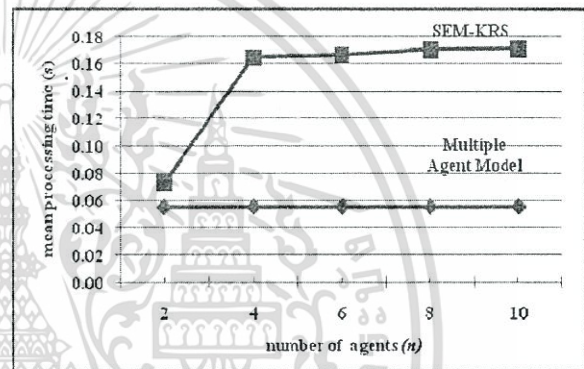 SFM-KRS
0.18
0.16
0.14
0.12
0.10
0.08
0.06
0.04
0.02
0.00
mean processing time (s)
Multiple
Agent Model
2 4 6 8 10
number of agents (n)